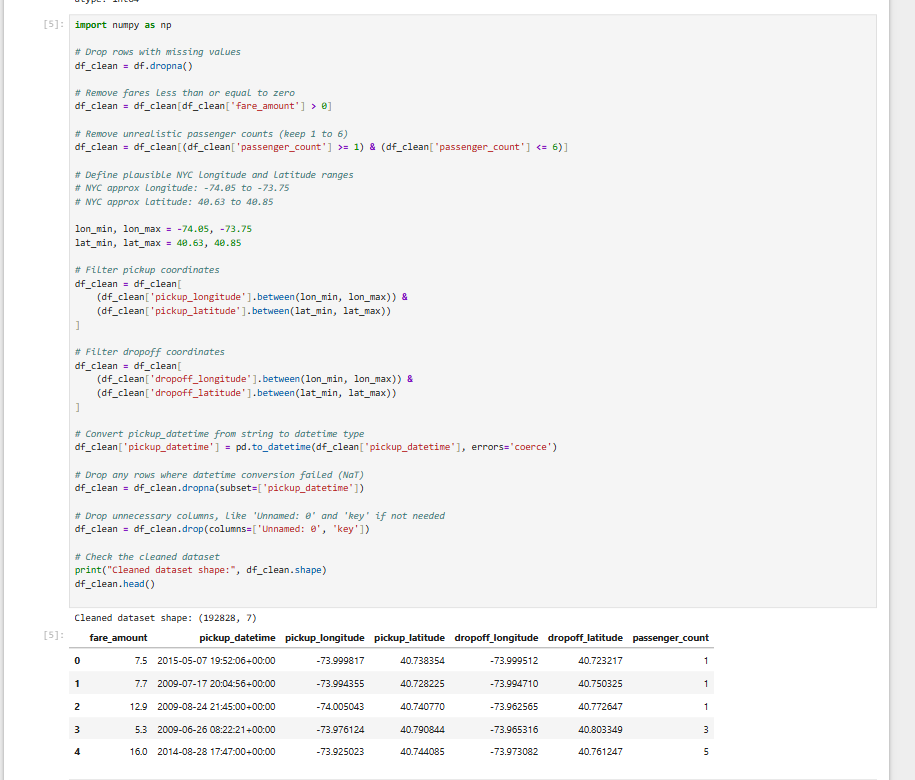 [5]: import numpy as np
# Drop rows with missing values
df_clean = df.dropna()
# Remove fares less than or equal to zero
df_clean = df_clean[df_clean['fare_amount'] > 0]
# Remove unrealistic passenger counts (keep 1 to 6)
df_clean = df_clean[(df_clean['passenger_count'] >= 1) & (df_clean['passenger_count'] <= 6)]
# Define plausible NYC longitude and latitude ranges
# NYC approx longitude: -74.05 to -73.75
# NYC approx latitude: 40.63 to 40.85
lon_min, lon_max = -74.05, -73.75
lat_min, lat_max = 40.63, 40.85
# Filter pickup coordinates
df_clean = df_clean[
    (df_clean['pickup_longitude'].between(lon_min, lon_max)) &
    (df_clean['pickup_latitude'].between(lat_min, lat_max))
]
# Filter dropoff coordinates
df_clean = df_clean[
    (df_clean['dropoff_longitude'].between(lon_min, lon_max)) &
    (df_clean['dropoff_latitude'].between(lat_min, lat_max))
]
# Convert pickup_datetime from string to datetime type
df_clean['pickup_datetime'] = pd.to_datetime(df_clean['pickup_datetime'], errors='coerce')
# Drop any rows where datetime conversion failed (NaT)
df_clean = df_clean.dropna(subset=['pickup_datetime'])
# Drop unnecessary columns, like 'Unnamed: 0' and 'key' if not needed
df_clean = df_clean.drop(columns=['Unnamed: 0', 'key'])
# Check the cleaned dataset
print("Cleaned dataset shape:", df_clean.shape)
df_clean.head()
Cleaned dataset shape: (192828, 7)
[5]: fare_amount pickup_datetime pickup_longitude pickup_latitude dropoff_longitude dropoff_latitude passenger_count
0 7.5 2015-05-07 19:52:06+00:00 -73.999817 40.738354 -73.999512 40.723217 1
1 7.7 2009-07-17 20:04:56+00:00 -73.994355 40.728225 -73.994710 40.750325 1
2 12.9 2009-08-24 21:45:00+00:00 -74.005043 40.740770 -73.962565 40.772647 1
3 5.3 2009-06-26 08:22:21+00:00 -73.976124 40.790844 -73.965316 40.803349 3
4 16.0 2014-08-28 17:47:00+00:00 -73.925023 40.744085 -73.973082 40.761247 5